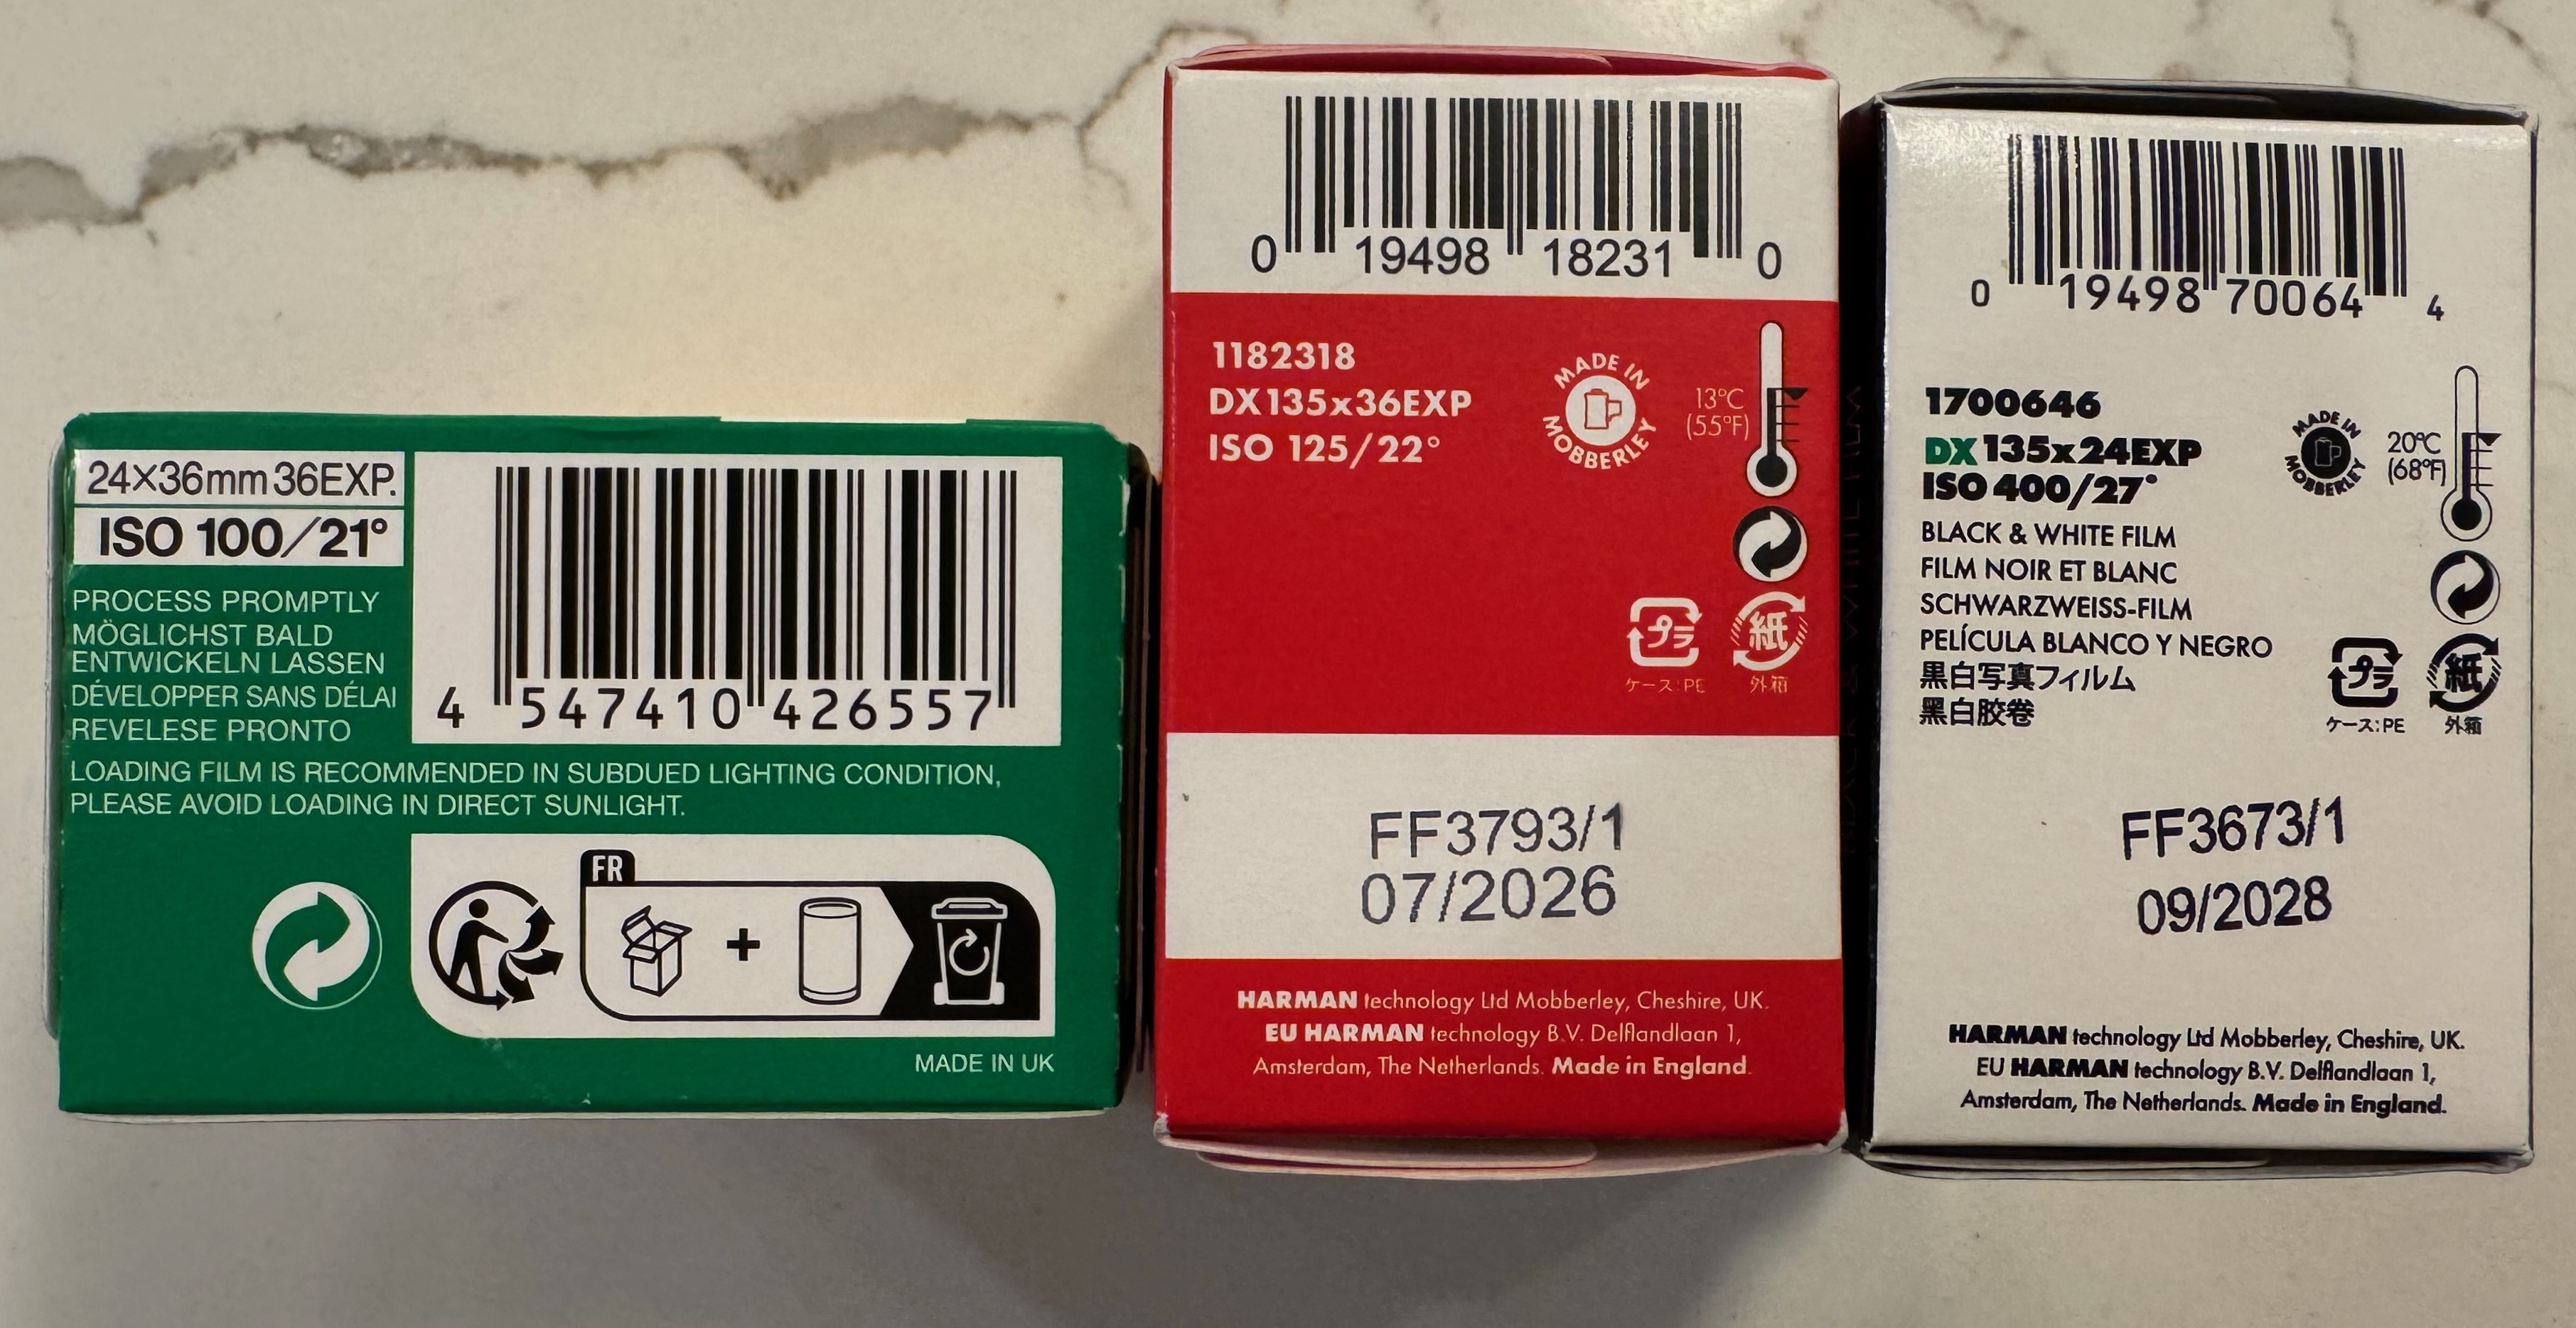 24×36mm 36EXP.
ISO 100/21°
PROCESS PROMPTLY
MÖGLICHST BALD
ENTWICKELN LASSEN
DÉVELOPPER SANS DÉLAI
REVELESE PRONTO
4 547410 426557
LOADING FILM IS RECOMMENDED IN SUBDUED LIGHTING CONDITION,
PLEASE AVOID LOADING IN DIRECT SUNLIGHT.
FR
+
MADE IN UK
0 19498 18231 0
1182318
DX 135x36EXP
ISO 125/22°
MADE IN MOBBERLEY
13°C
(55°F)
プラ
紙
ケース:PE
外箱
FF3793/1
07/2026
HARMAN technology Ltd Mobberley, Cheshire, UK.
EU HARMAN technology B.V. Delflandlaan 1,
Amsterdam, The Netherlands. Made in England.
0 19498 70064 4
1700646
DX 135x24EXP
ISO 400/27°
MADE IN MOBBERLEY
20°C
(68°F)
BLACK & WHITE FILM
FILM NOIR ET BLANC
SCHWARZWEISS-FILM
PELÍCULA BLANCO Y NEGRO
黒白写真フィルム
黑白胶卷
プラ
紙
ケース:PE
外箱
FF3673/1
09/2028
HARMAN technology Ltd Mobberley, Cheshire, UK.
EU HARMAN technology B.V. Delflandlaan 1,
Amsterdam, The Netherlands. Made in England.